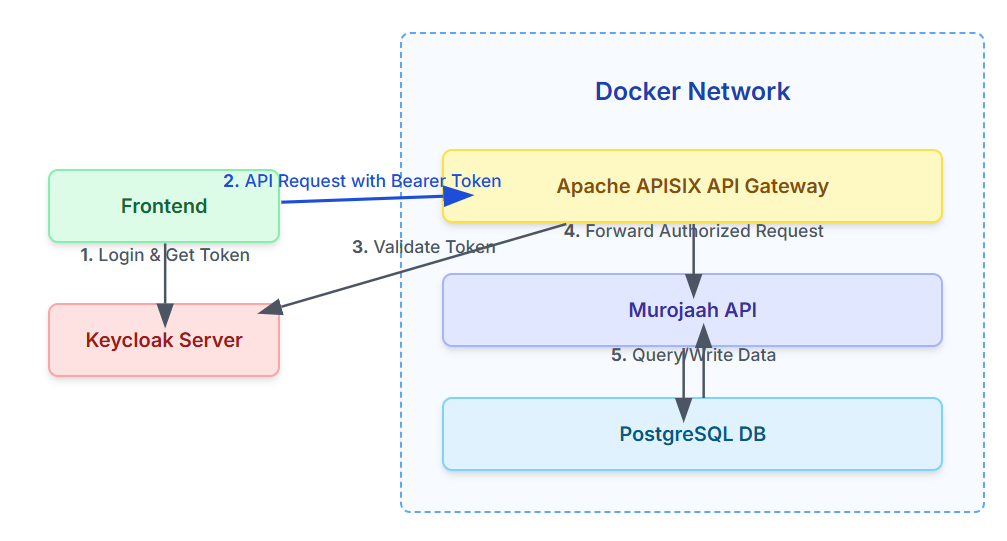 Docker Network
2. API Request with Bearer Token
Apache APISIX API Gateway
Frontend
4. Forward Authorized Request
3. Validate Token
1. Login & Get Token
Murojaah API
Keycloak Server
5. Query/Write Data
PostgreSQL DB